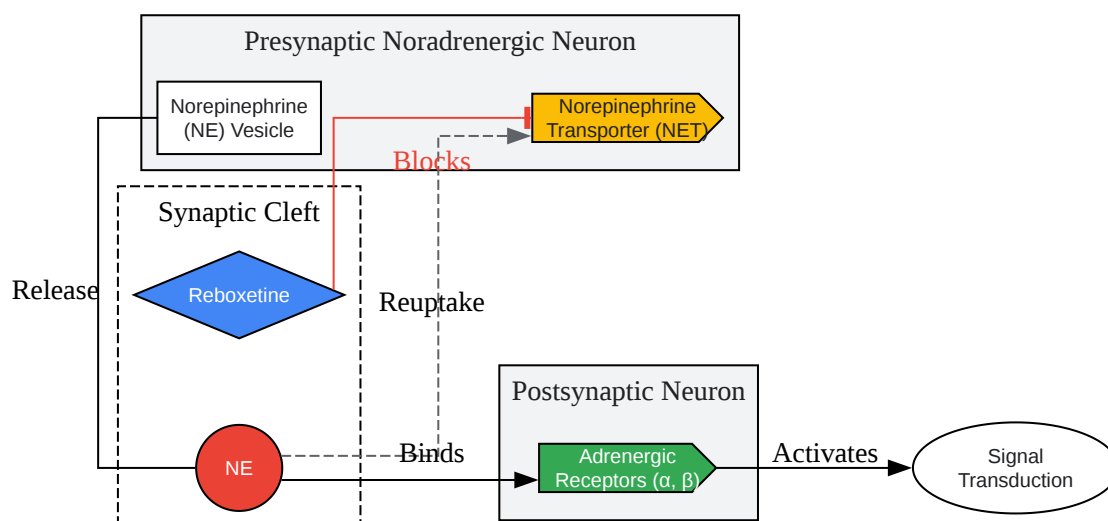 Presynaptic Noradrenergic Neuron
Norepinephrine
(NE) Vesicle
Norepinephrine
Transporter (NET)
Blocks
Synaptic Cleft
Release
Reboxetine
Reuptake
Postsynaptic Neuron
NE
Binds
Adrenergic
Receptors (α, β)
Activates
Signal
Transduction